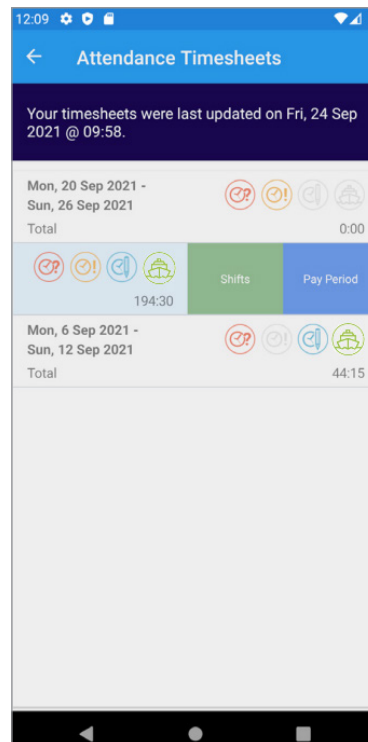 12:09
Attendance Timesheets
Your timesheets were last updated on Fri, 24 Sep
2021 @ 09:58.
Mon, 20 Sep 2021 -
Sun, 26 Sep 2021
Total 0:00
194:30
Shifts
Pay Period
Mon, 6 Sep 2021 -
Sun, 12 Sep 2021
Total 44:15